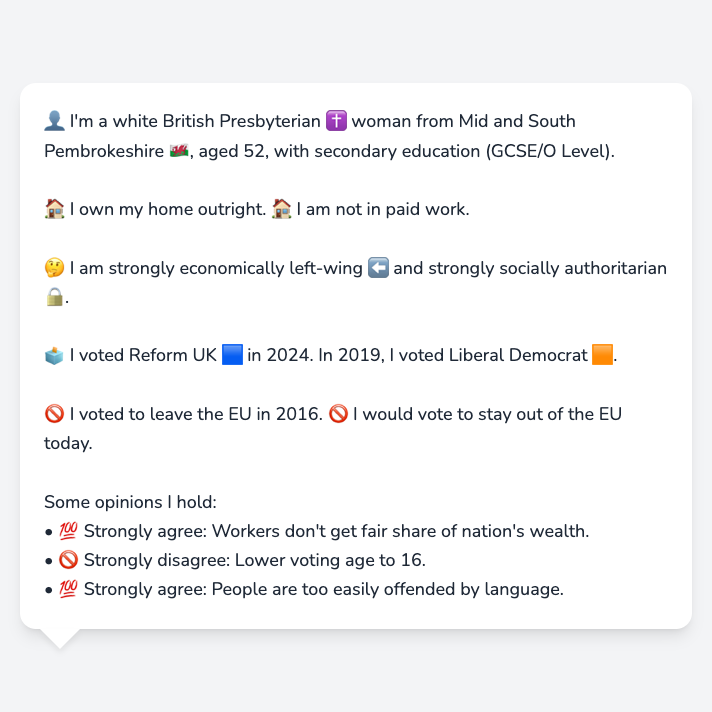 👤 I'm a white British Presbyterian ✝️ woman from Mid and South
Pembrokeshire 🏴󠁧󠁢󠁷󠁬󠁳󠁿, aged 52, with secondary education (GCSE/O Level).
🏠 I own my home outright. 🏠 I am not in paid work.
🤔 I am strongly economically left-wing ⬅️ and strongly socially authoritarian
🔒.
🗳️ I voted Reform UK 🟦 in 2024. In 2019, I voted Liberal Democrat 🟧.
🚫 I voted to leave the EU in 2016. 🚫 I would vote to stay out of the EU
today.
Some opinions I hold:
• 💯 Strongly agree: Workers don't get fair share of nation's wealth.
• 🚫 Strongly disagree: Lower voting age to 16.
• 💯 Strongly agree: People are too easily offended by language.